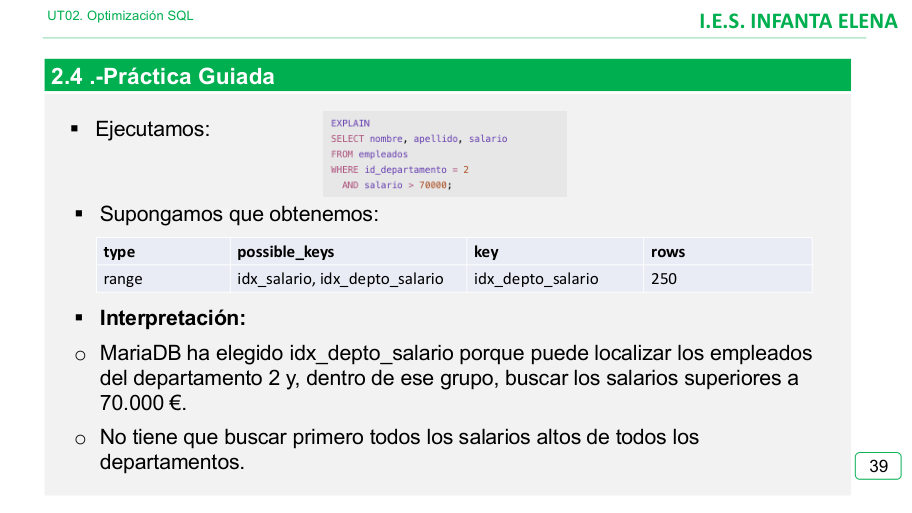 UT02. Optimización SQL
I.E.S. INFANTA ELENA
2.4 .-Práctica Guiada
▪ Ejecutamos:
EXPLAIN
SELECT nombre, apellido, salario
FROM empleados
WHERE id_departamento = 2
AND salario > 70000;
▪ Supongamos que obtenemos:
type possible_keys key rows
range idx_salario, idx_depto_salario idx_depto_salario 250
▪ Interpretación:
o MariaDB ha elegido idx_depto_salario porque puede localizar los empleados
del departamento 2 y, dentro de ese grupo, buscar los salarios superiores a
70.000 €.
o No tiene que buscar primero todos los salarios altos de todos los
departamentos.
39